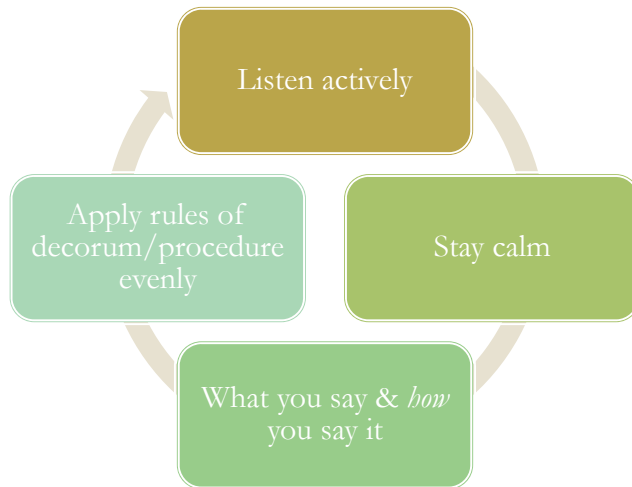 Listen actively
Stay calm
What you say & how
you say it
Apply rules of
decorum/procedure
evenly